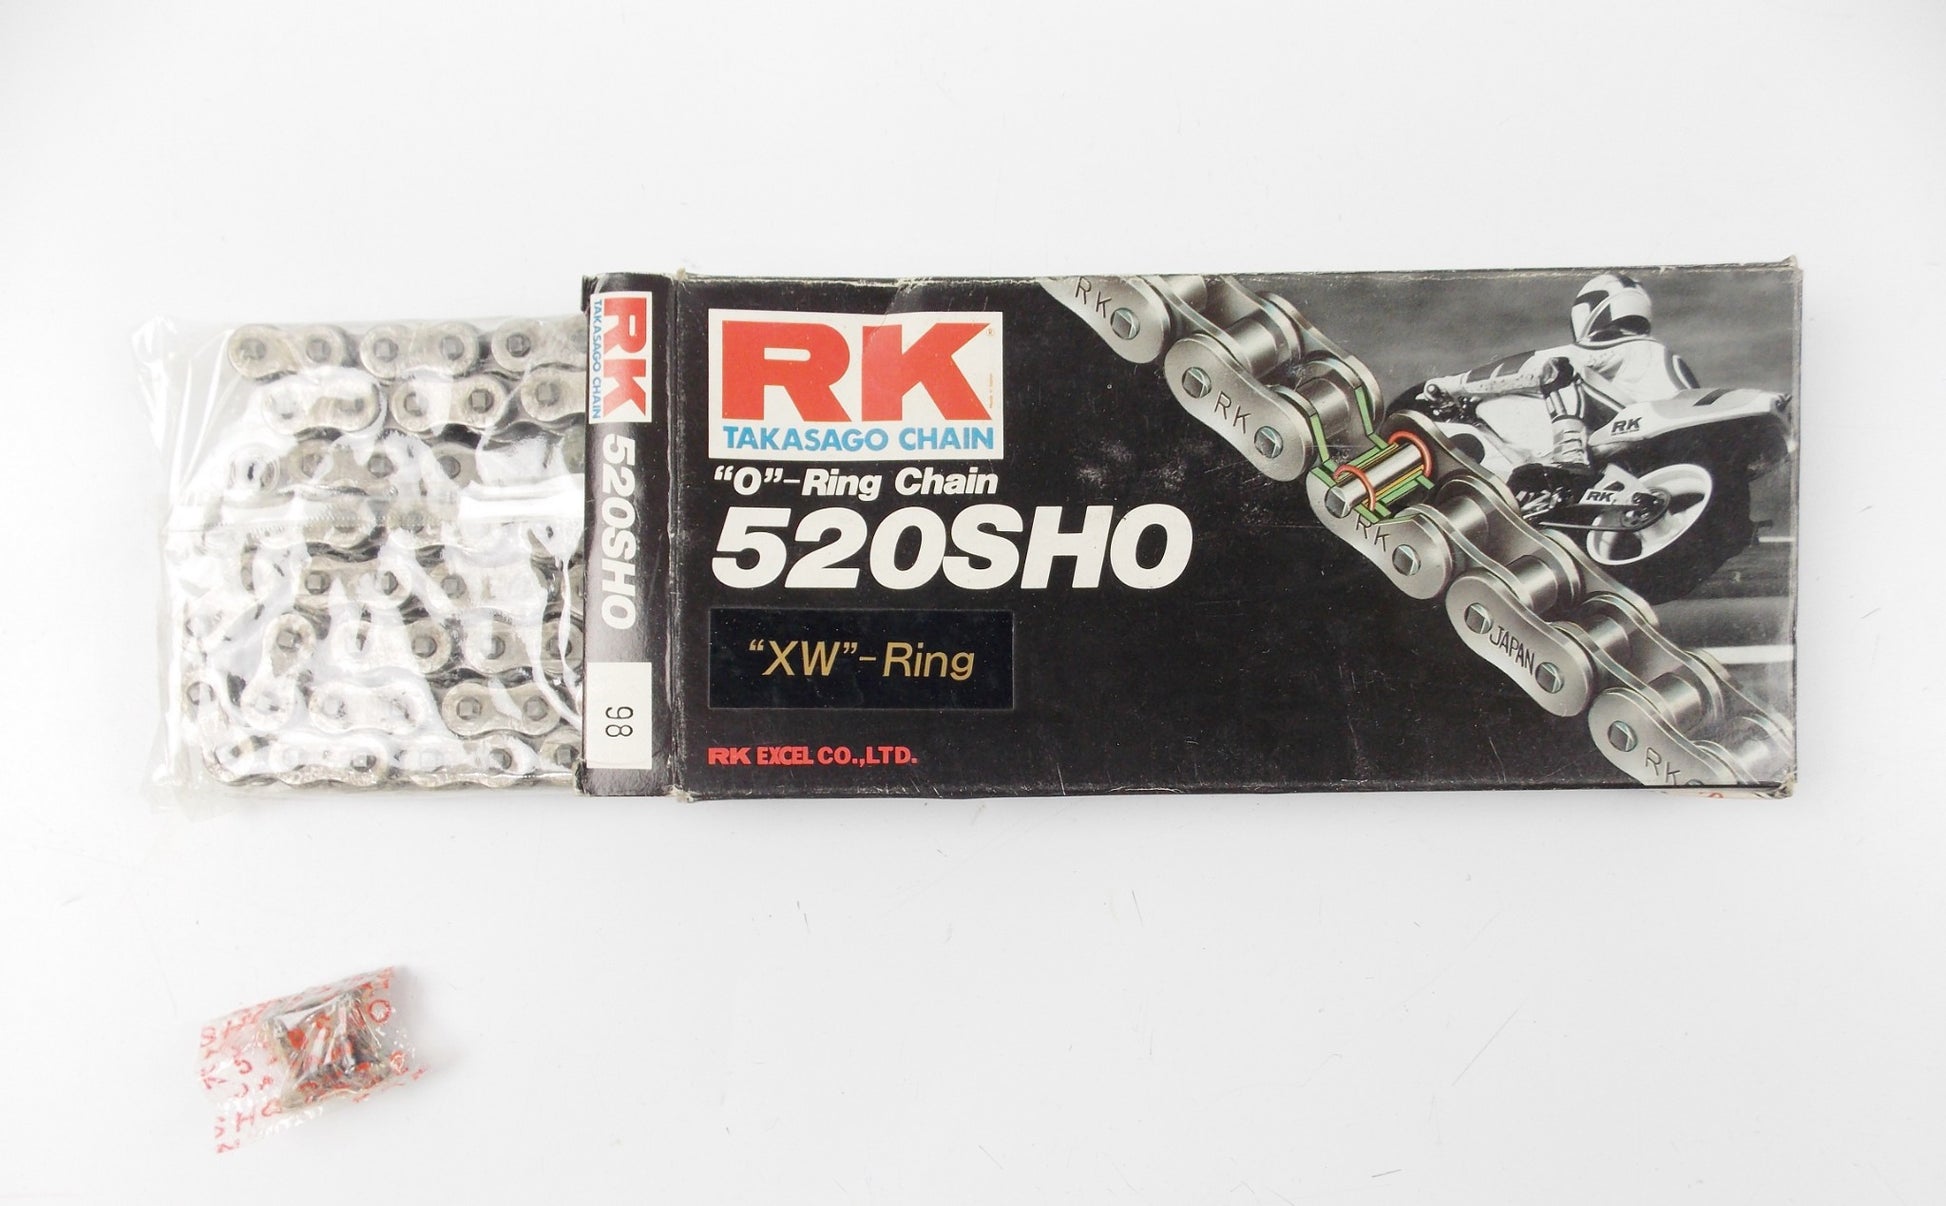 RK
TAKASAGO CHAIN
520SHO
98
RK
®
TAKASAGO CHAIN
“O”-Ring Chain
520SHO
“XW”-Ring
RK EXCEL CO.,LTD.
RK
RK
RK
JAPAN
RK
RK
RK